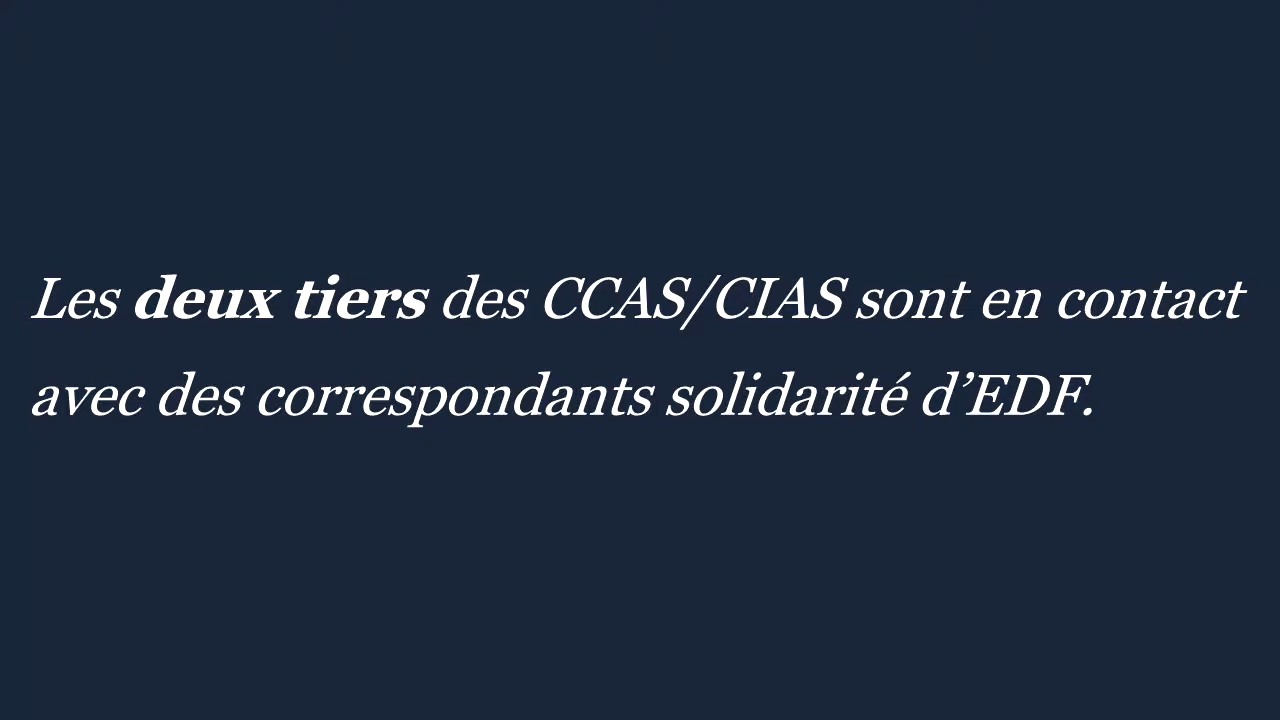 Les deux tiers des CCAS/CIAS sont en contact
avec des correspondants solidarité d’EDF.